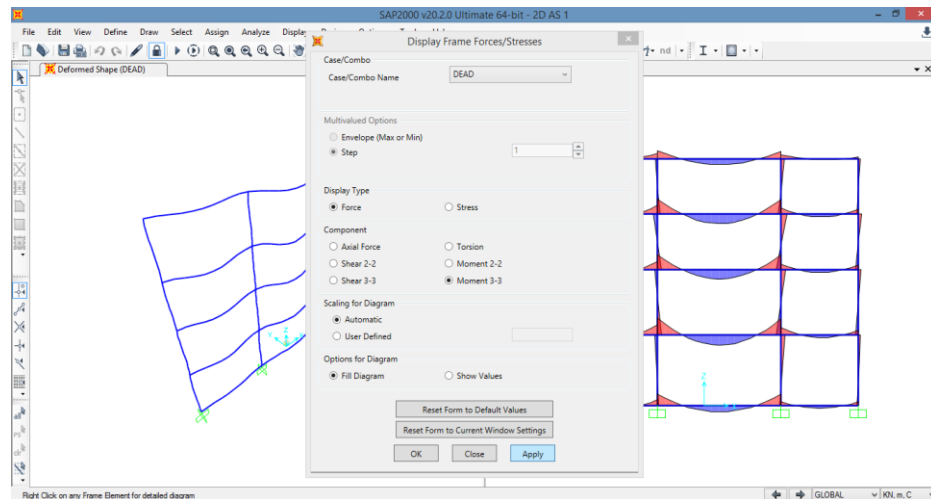 SAP2000 v20.2.0 Ultimate 64-bit - 2D AS 1
File Edit View Define Draw Select Assign Analyze Display
nd
Deformed Shape (DEAD)
Display Frame Forces/Stresses
Case/Combo
Case/Combo Name DEAD
Multivalued Options
Envelope (Max or Min)
Step 1
Display Type
Force Stress
Component
Axial Force Torsion
Shear 2-2 Moment 2-2
Shear 3-3 Moment 3-3
Scaling for Diagram
Automatic
User Defined
Options for Diagram
Fill Diagram Show Values
Reset Form to Default Values
Reset Form to Current Window Settings
OK Close Apply
Y Z
Z
Right Click on any Frame Element for detailed diagram
GLOBAL KN, m, C